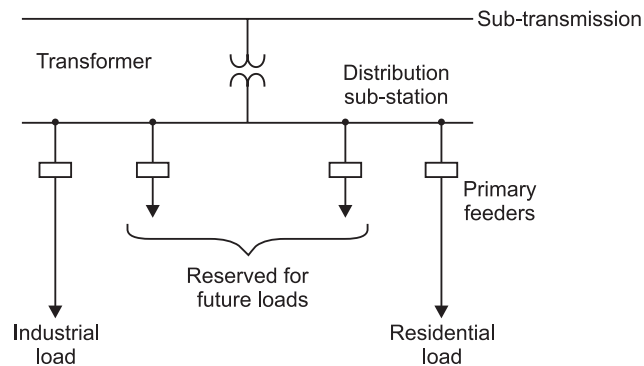 Sub-transmission
Transformer
Distribution
sub-station
Primary
feeders
Reserved for
future loads
Industrial
load
Residential
load